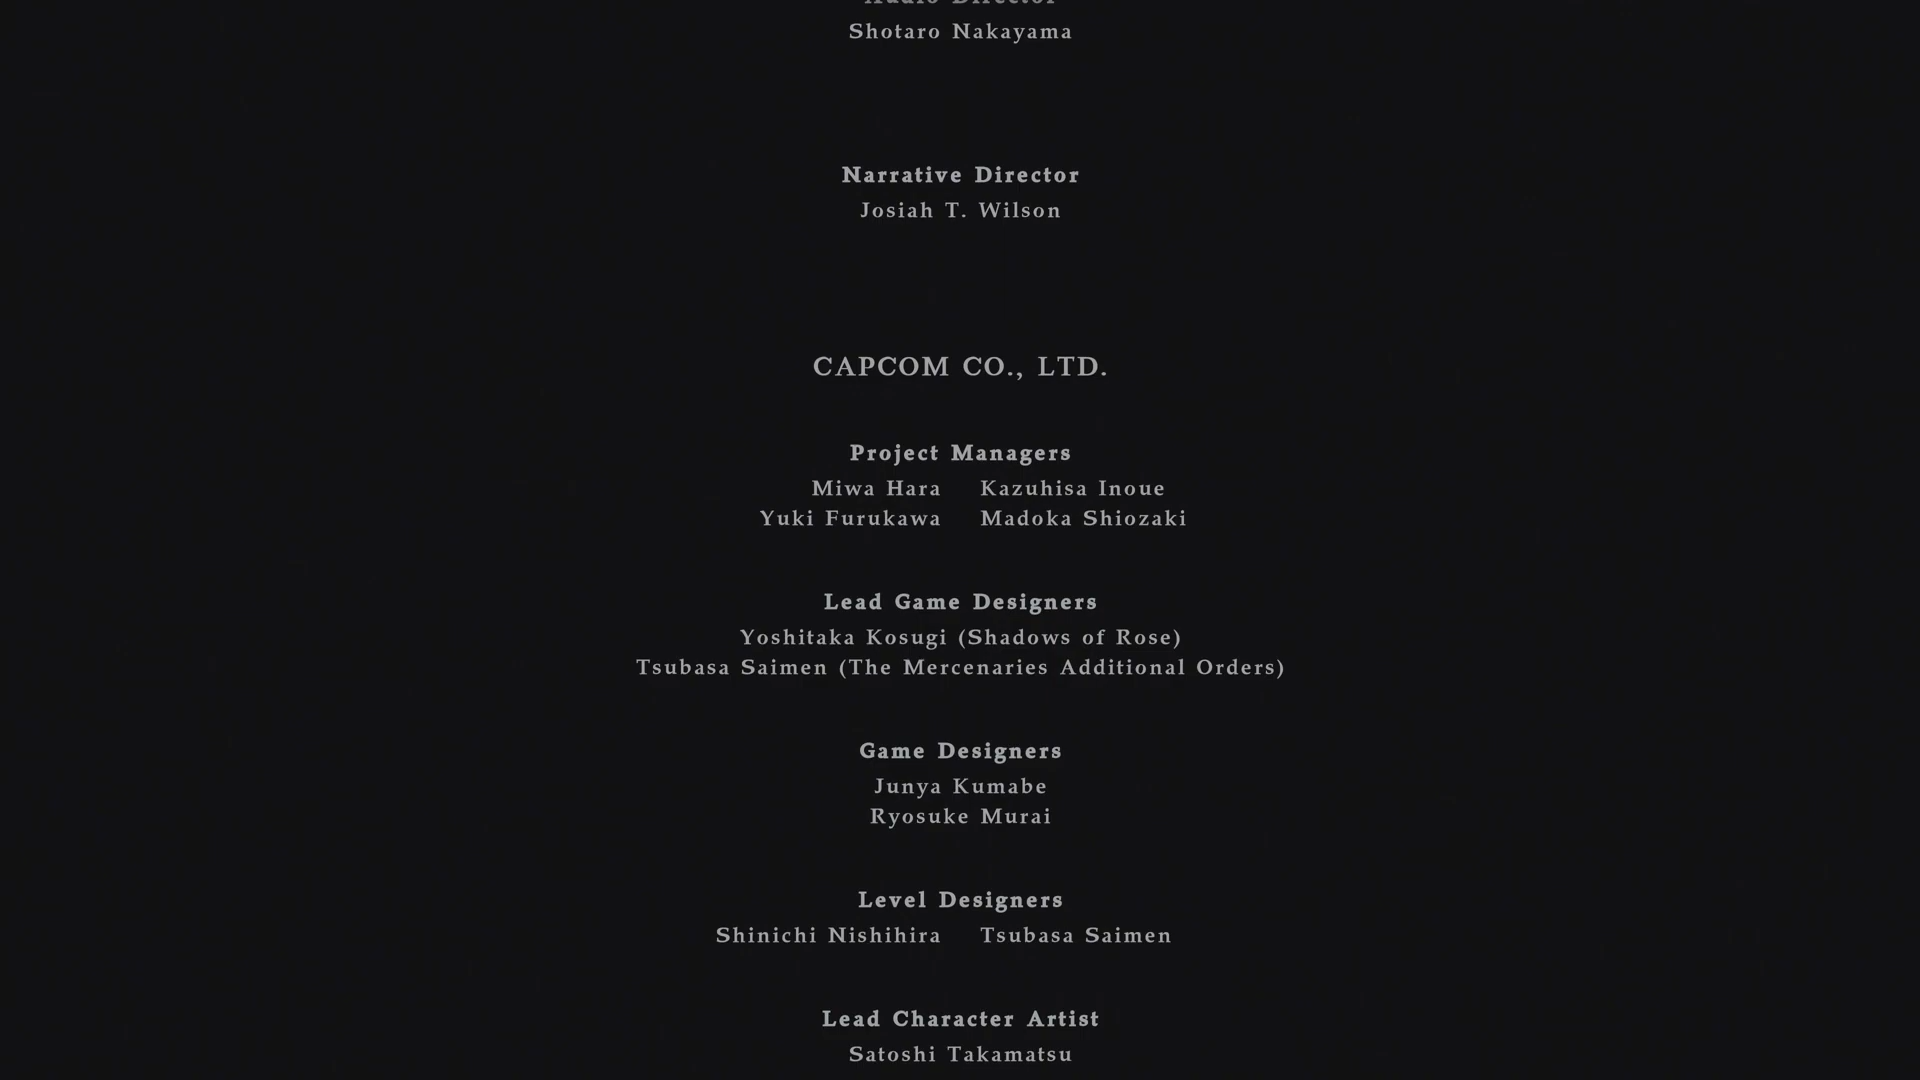 Audio Director
Shotaro Nakayama
Narrative Director
Josiah T. Wilson
CAPCOM CO., LTD.
Project Managers
Miwa Hara Kazuhisa Inoue
Yuki Furukawa Madoka Shiozaki
Lead Game Designers
Yoshitaka Kosugi (Shadows of Rose)
Tsubasa Saimen (The Mercenaries Additional Orders)
Game Designers
Junya Kumabe
Ryosuke Murai
Level Designers
Shinichi Nishihira Tsubasa Saimen
Lead Character Artist
Satoshi Takamatsu